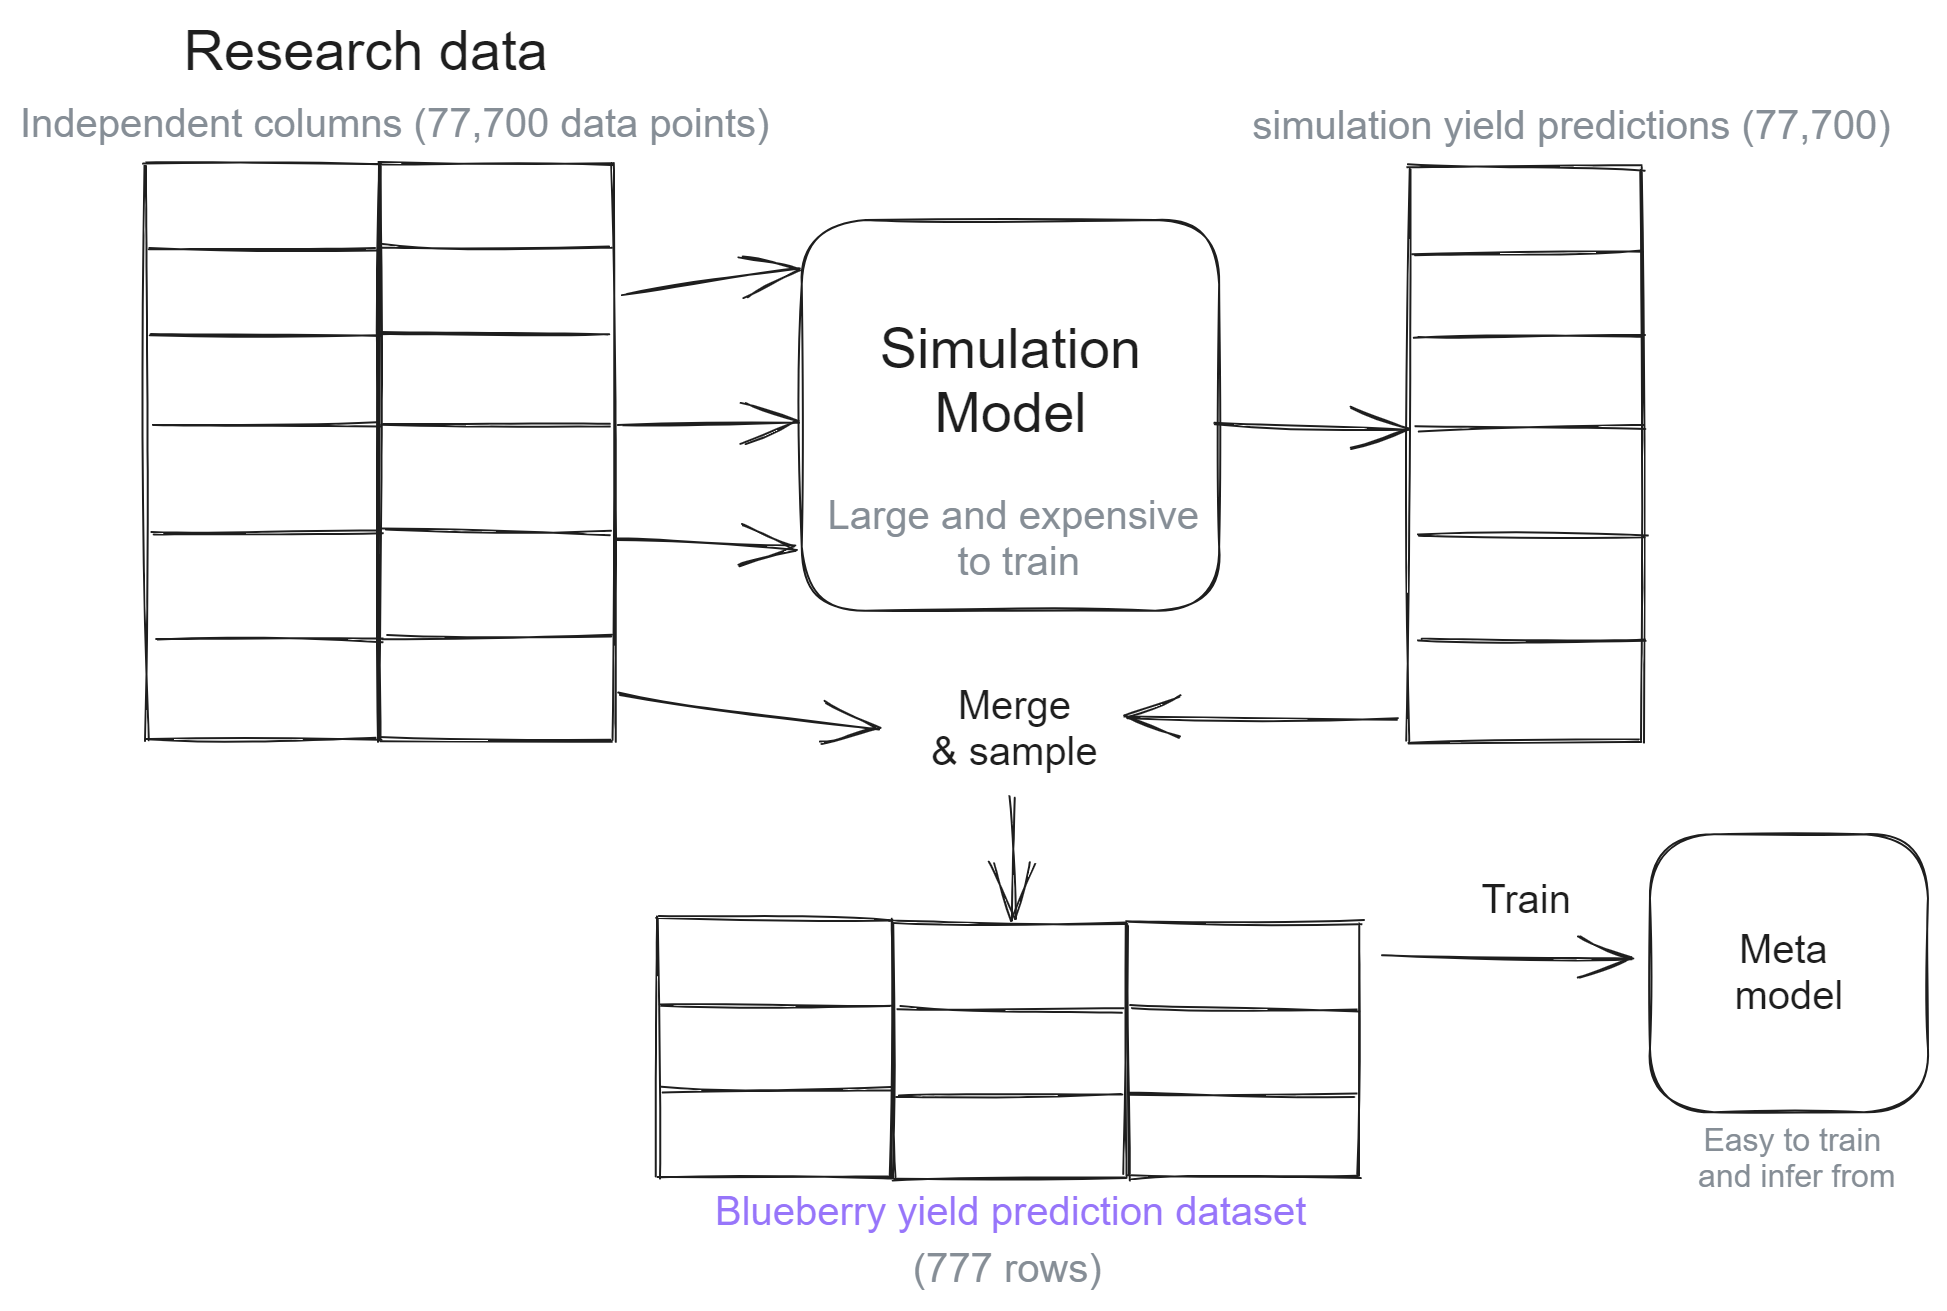 Research data
Independent columns (77,700 data points)
simulation yield predictions (77,700)
Simulation
Model
Large and expensive
to train
Merge
& sample
Train
Meta
model
Easy to train
and infer from
Blueberry yield prediction dataset
(777 rows)